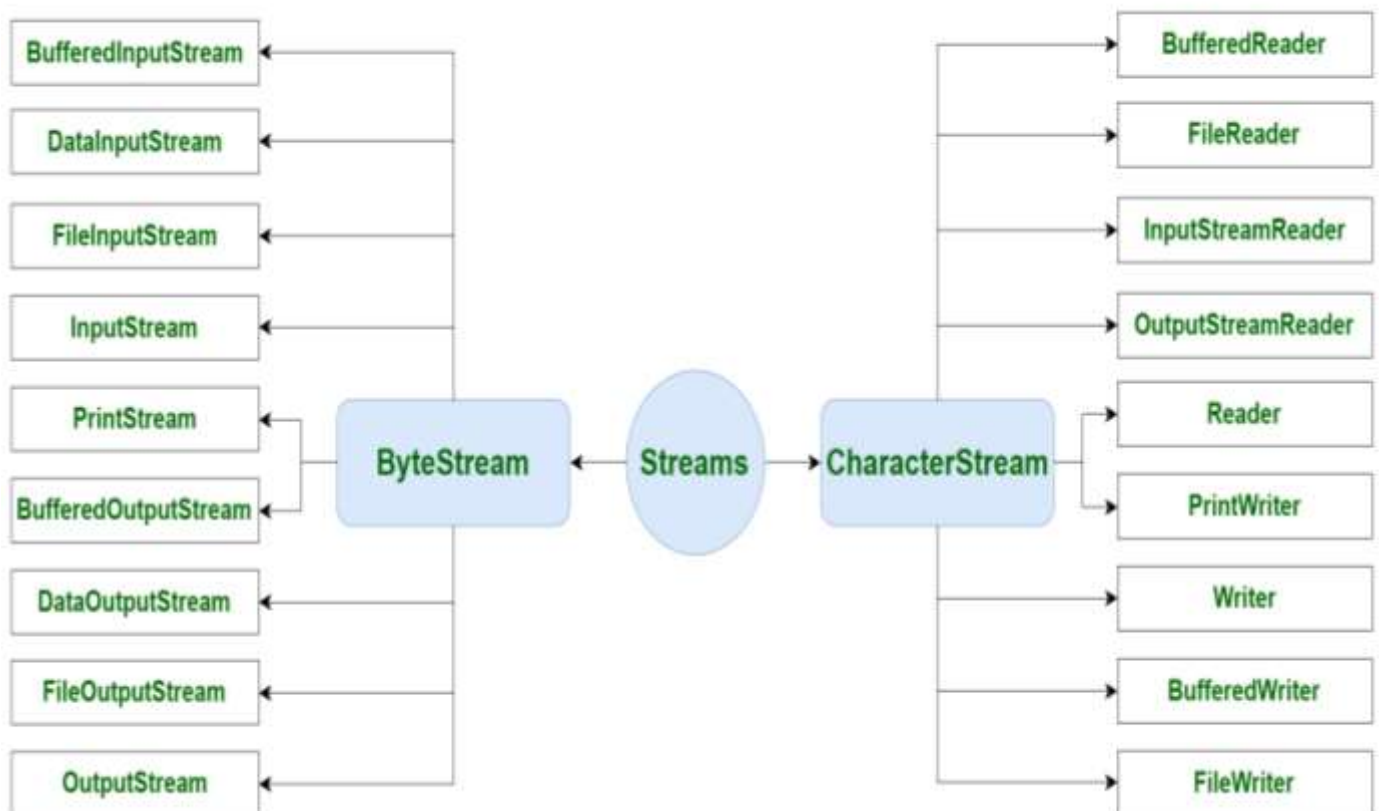 BufferedInputStream
DataInputStream
FileInputStream
InputStream
PrintStream
BufferedOutputStream
DataOutputStream
FileOutputStream
OutputStream
ByteStream
Streams
CharacterStream
BufferedReader
FileReader
InputStreamReader
OutputStreamReader
Reader
PrintWriter
Writer
BufferedWriter
FileWriter